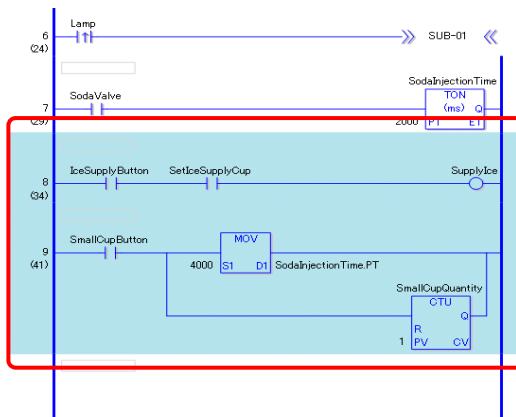 Lamp
6 SUB-01
(24)
SodaInjectionTime
SodaValve TON
7 (ms) Q
(29) 2000 PT ET
IceSupplyButton SetIceSupplyCup SupplyIce
8
(34)
SmallCupButton MOV
9
(41) 4000 S1 D1 SodaInjectionTime.PT
SmallCupQuantity
CTU
Q
R
1 PV CV